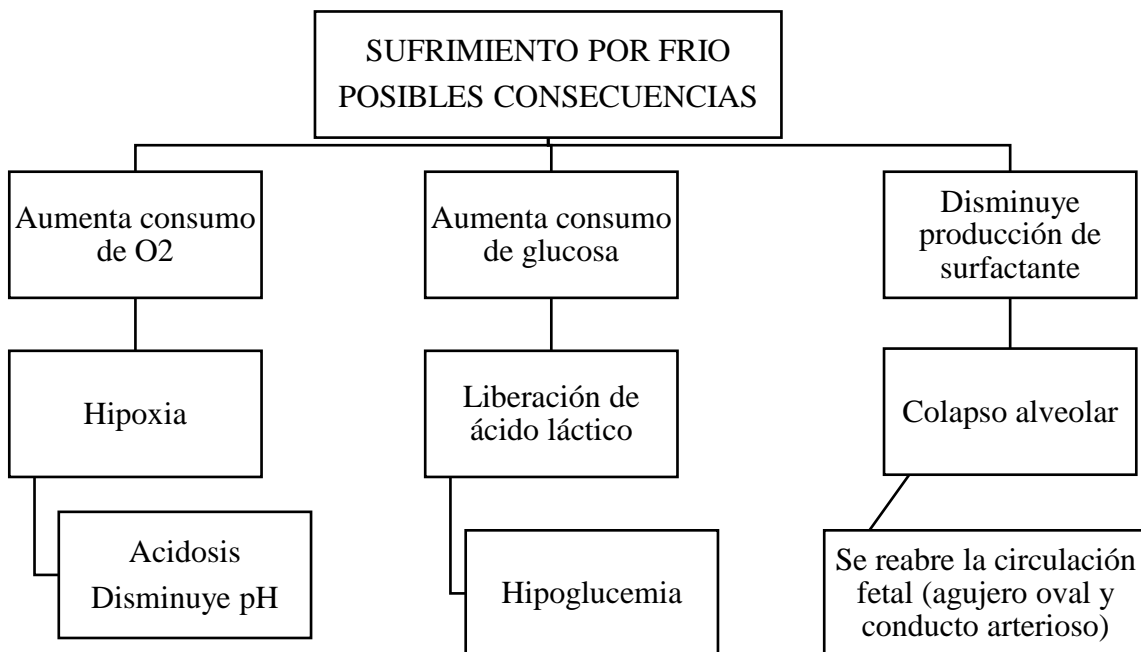 SUFRIMIENTO POR FRIO
POSIBLES CONSECUENCIAS
Aumenta consumo
de O2
Aumenta consumo
de glucosa
Disminuye
producción de
surfactante
Hipoxia
Liberación de
ácido láctico
Colapso alveolar
Acidosis
Disminuye pH
Hipoglucemia
Se reabre la circulación
fetal (agujero oval y
conducto arterioso)